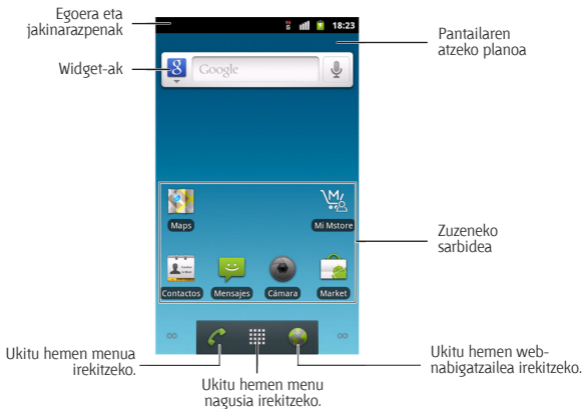 Egoera eta
jakinarazpenak
18:23
Pantailaren
atzeko planoa
Widget-ak
8 Google
Maps
Mi Mstore
Zuzeneko
sarbidea
Contactos Mensajes Cámara Market
Ukitu hemen menua
irekitzeko.
Ukitu hemen menu
nagusia irekitzeko.
Ukitu hemen web-
nabigatzailea irekitzeko.